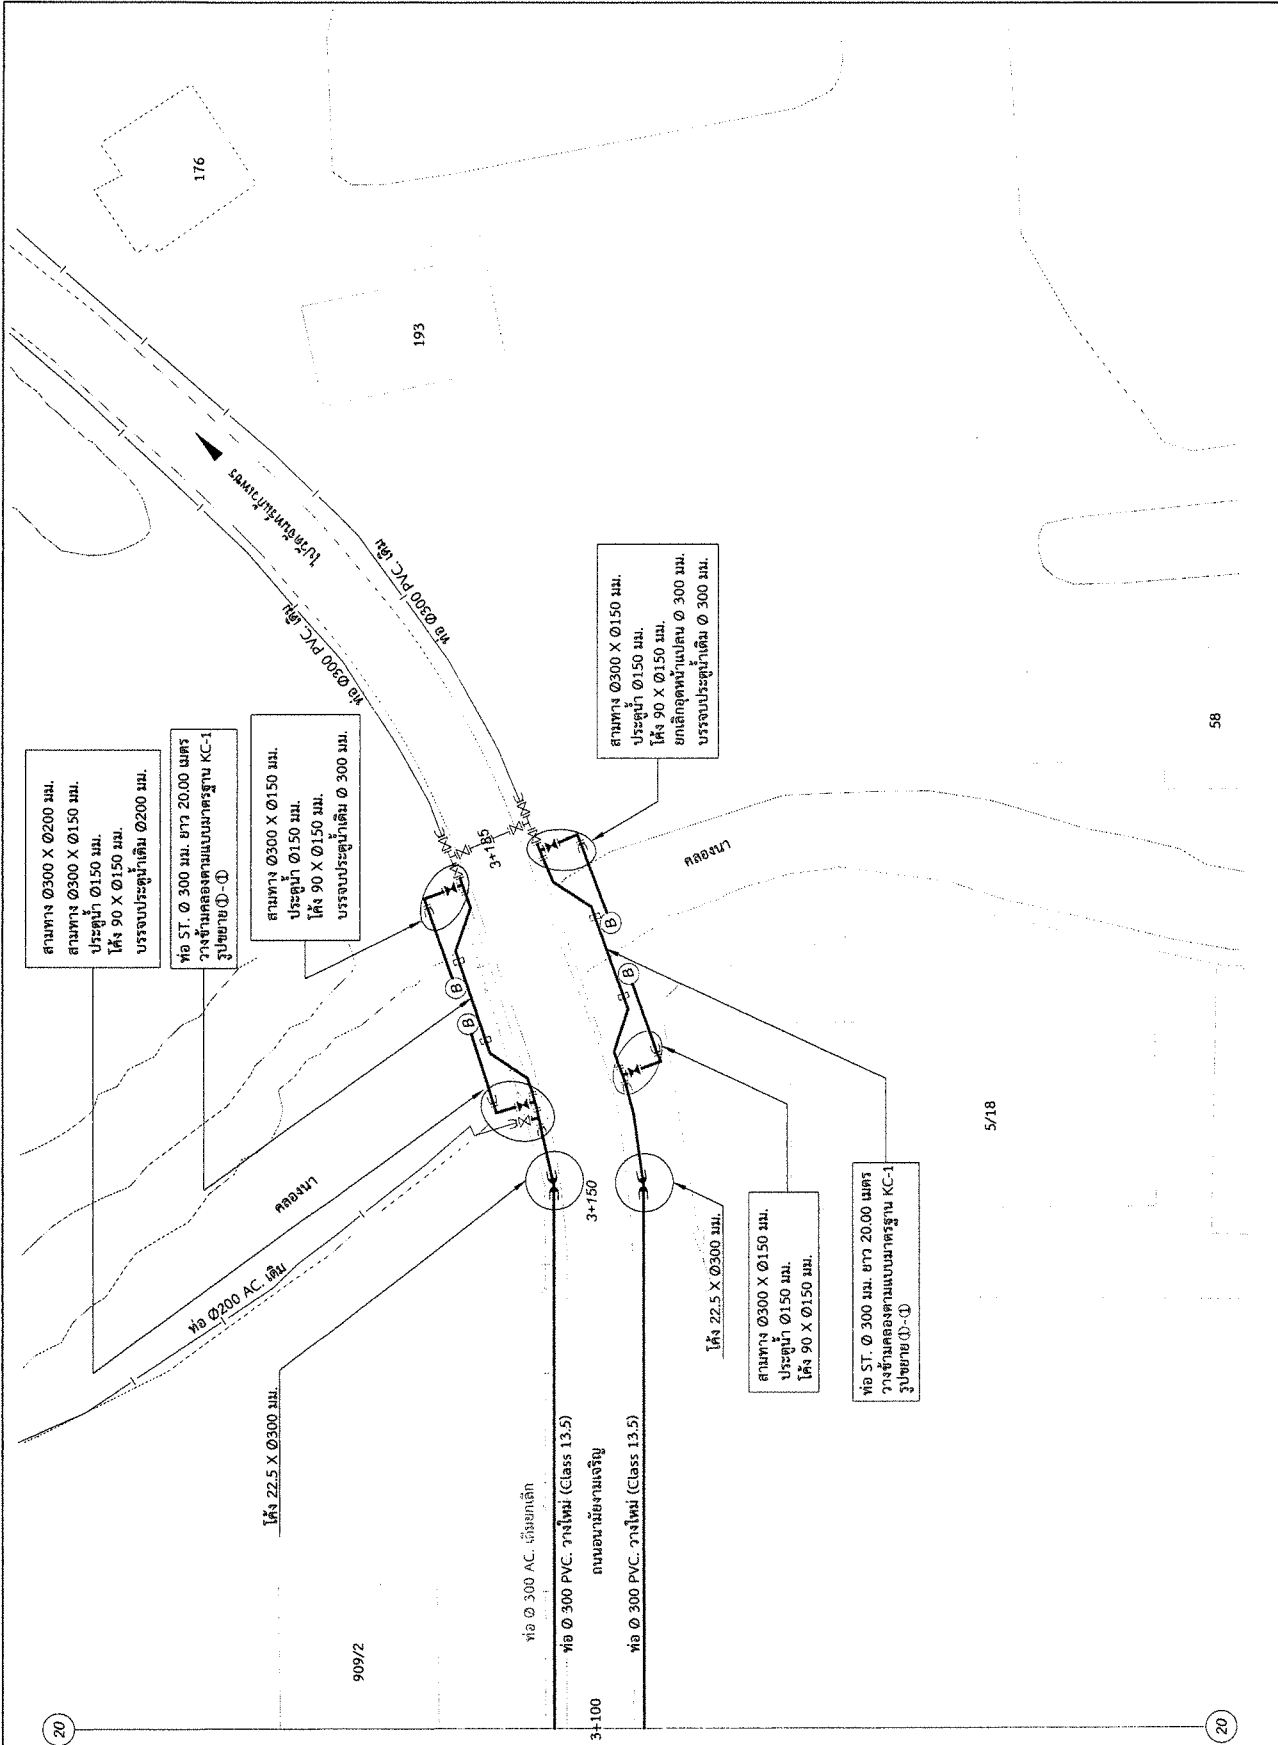 สามทาง Ø300 X Ø200 มม.
สามทาง Ø300 X Ø150 มม.
ประตูน้ำ Ø150 มม.
โค้ง 90 X Ø150 มม.
บรรจบประตูน้ำเดิม Ø200 มม.
ท่อ ST. Ø 300 มม. ยาว 20.00 เมตร
วางข้ามคลองตามแบบมาตรฐาน KC-1
รูปขยาย①-①
สามทาง Ø300 X Ø150 มม.
ประตูน้ำ Ø150 มม.
โค้ง 90 X Ø150 มม.
บรรจบประตูน้ำเดิม Ø 300 มม.
สามทาง Ø300 X Ø150 มม.
ประตูน้ำ Ø150 มม.
โค้ง 90 X Ø150 มม.
ยกเลิกอุดหน้าแปลน Ø 300 มม.
บรรจบประตูน้ำเดิม Ø 300 มม.
176
193
ไปวัดจันทร์แก้วเพชร
ท่อ Ø300 PVC. เดิม
ท่อ Ø300 PVC. เดิม
3+185
คลองนา
คลองนา
B
B
B
B
58
5/18
ท่อ Ø200 AC. เดิม
3+150
โค้ง 22.5 X Ø300 มม.
โค้ง 22.5 X Ø300 มม.
สามทาง Ø300 X Ø150 มม.
ประตูน้ำ Ø150 มม.
โค้ง 90 X Ø150 มม.
ท่อ ST. Ø 300 มม. ยาว 20.00 เมตร
วางข้ามคลองตามแบบมาตรฐาน KC-1
รูปขยาย①-①
ท่อ Ø 300 AC. เดิมยกเลิก
ท่อ Ø 300 PVC. วางใหม่ (Class 13.5)
ถนนอนามัยงามเจริญ
ท่อ Ø 300 PVC. วางใหม่ (Class 13.5)
909/2
3+100
20
20